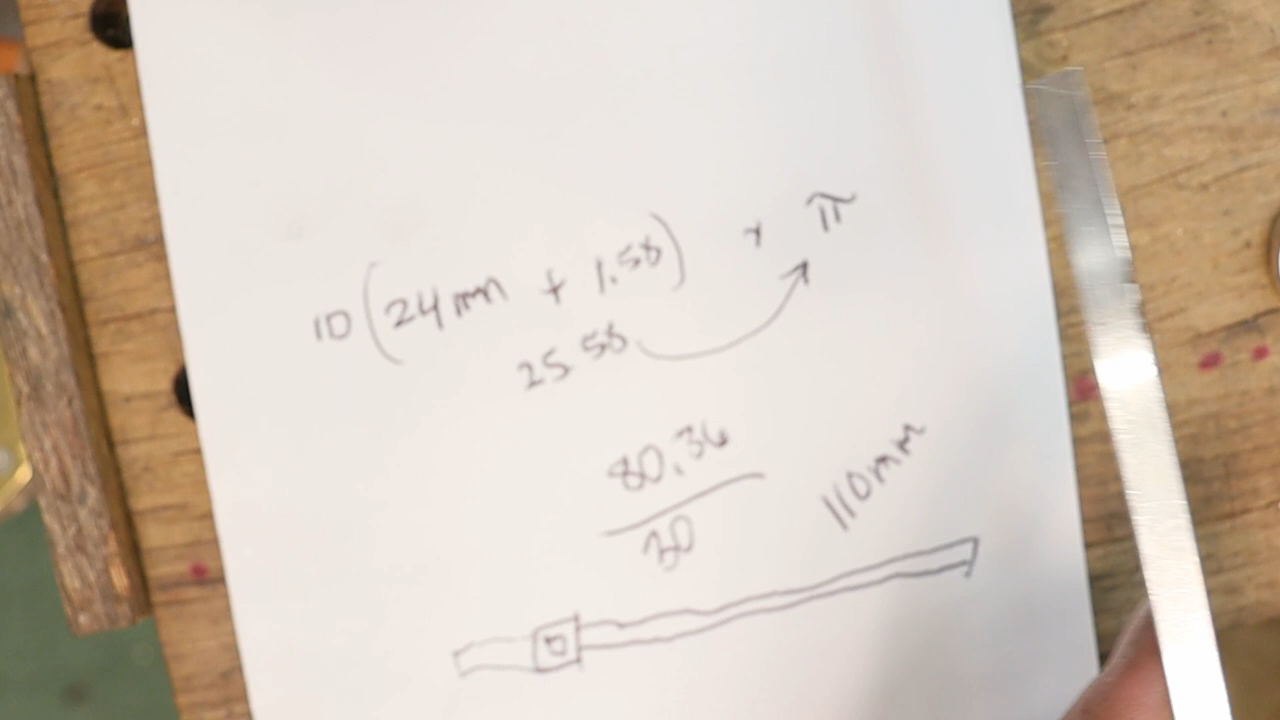 ID (24mm + 1.58) × π
25.58
80.36
30
110mm